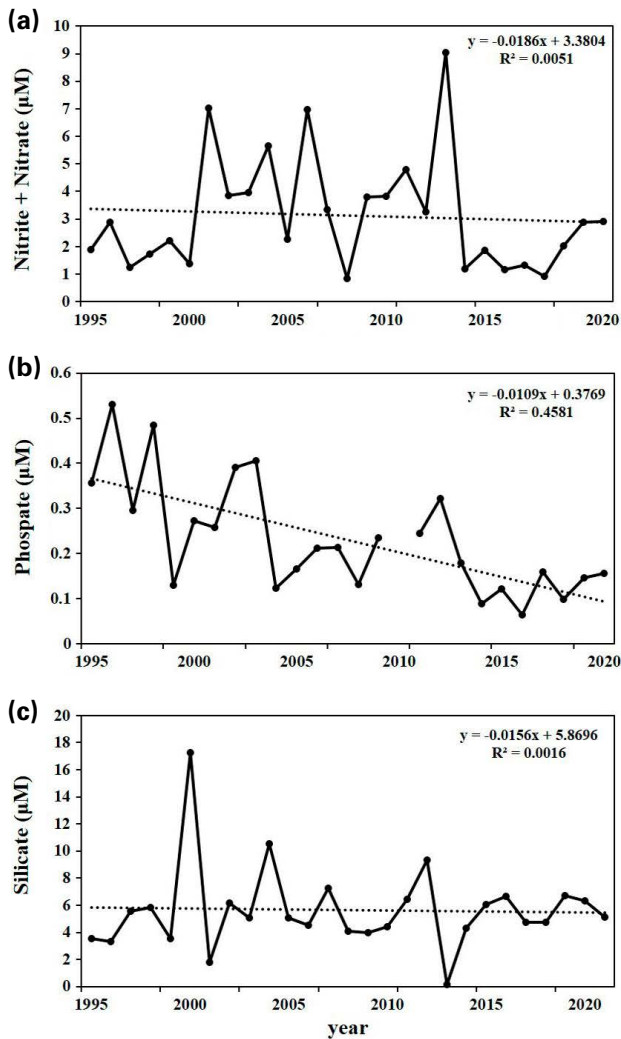 (a)
y = -0.0186x + 3.3804
R² = 0.0051
Nitrite + Nitrate (µM)
10
9
8
7
6
5
4
3
2
1
0
1995 2000 2005 2010 2015 2020
(b)
y = -0.0109x + 0.3769
R² = 0.4581
Phospate (µM)
0.6
0.5
0.4
0.3
0.2
0.1
0
1995 2000 2005 2010 2015 2020
(c)
y = -0.0156x + 5.8696
R² = 0.0016
Silicate (µM)
20
18
16
14
12
10
8
6
4
2
0
1995 2000 2005 2010 2015 2020
year